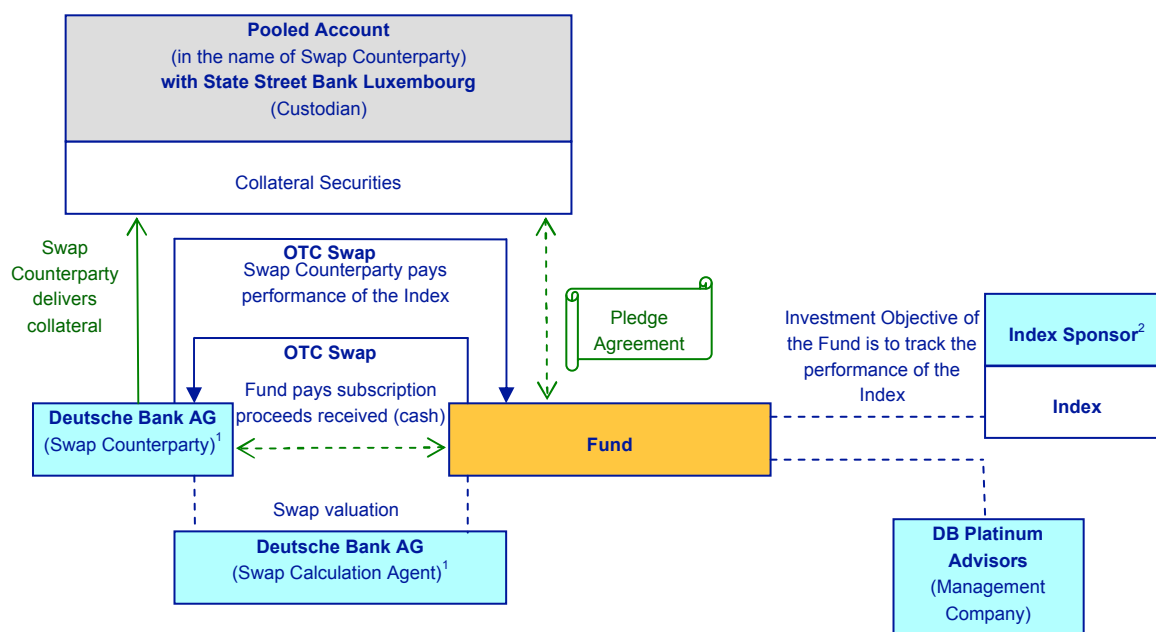 Pooled Account
(in the name of Swap Counterparty)
with State Street Bank Luxembourg
(Custodian)
Collateral Securities
Swap
Counterparty
delivers
collateral
OTC Swap
Swap Counterparty pays
performance of the Index
Pledge
Agreement
OTC Swap
Fund pays subscription
proceeds received (cash)
Investment Objective of
the Fund is to track the
performance of the
Index
Index Sponsor²
Index
Deutsche Bank AG
(Swap Counterparty)¹
Fund
Swap valuation
Deutsche Bank AG
(Swap Calculation Agent)¹
DB Platinum
Advisors
(Management
Company)